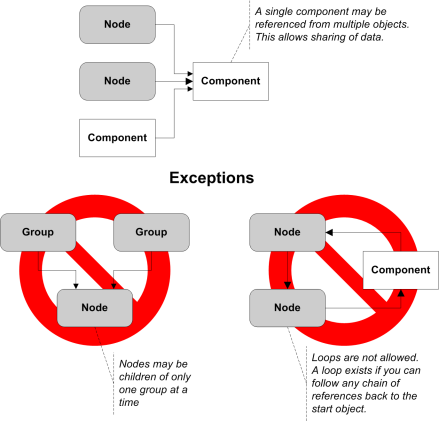 Node
A single component may be
referenced from multiple objects.
This allows sharing of data.
Node
Component
Component
Exceptions
Group
Group
Node
Nodes may be
children of only
one group at a
time
Node
Component
Node
Loops are not allowed.
A loop exists if you can
follow any chain of
references back to the
start object.